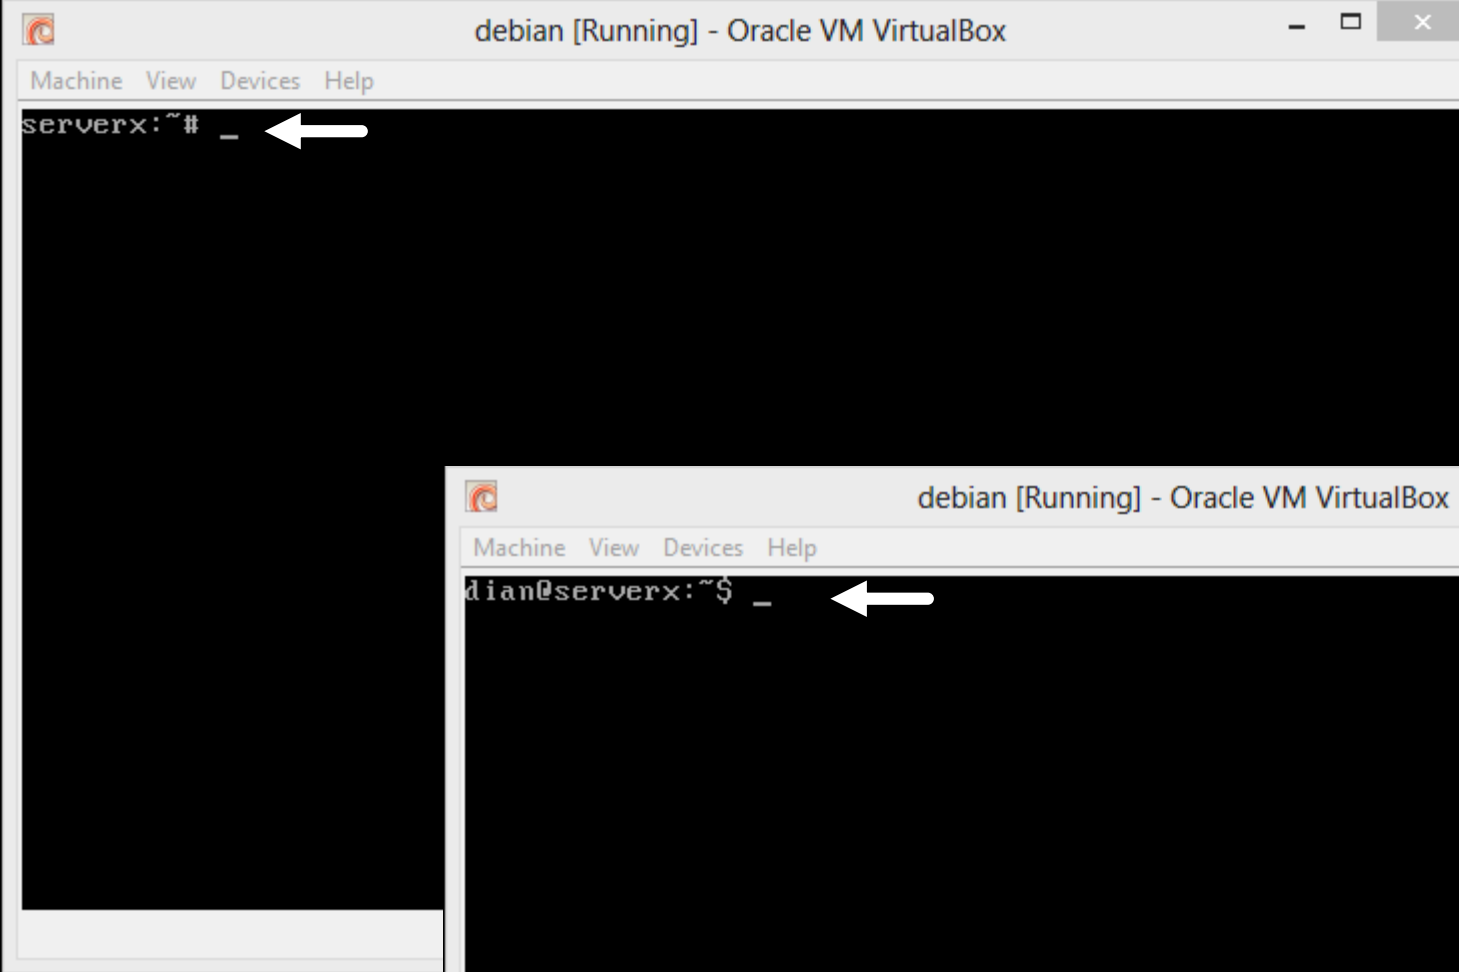 debian [Running] - Oracle VM VirtualBox
Machine View Devices Help
serverx:~# _
debian [Running] - Oracle VM VirtualBox
Machine View Devices Help
dian@serverx:~$ _